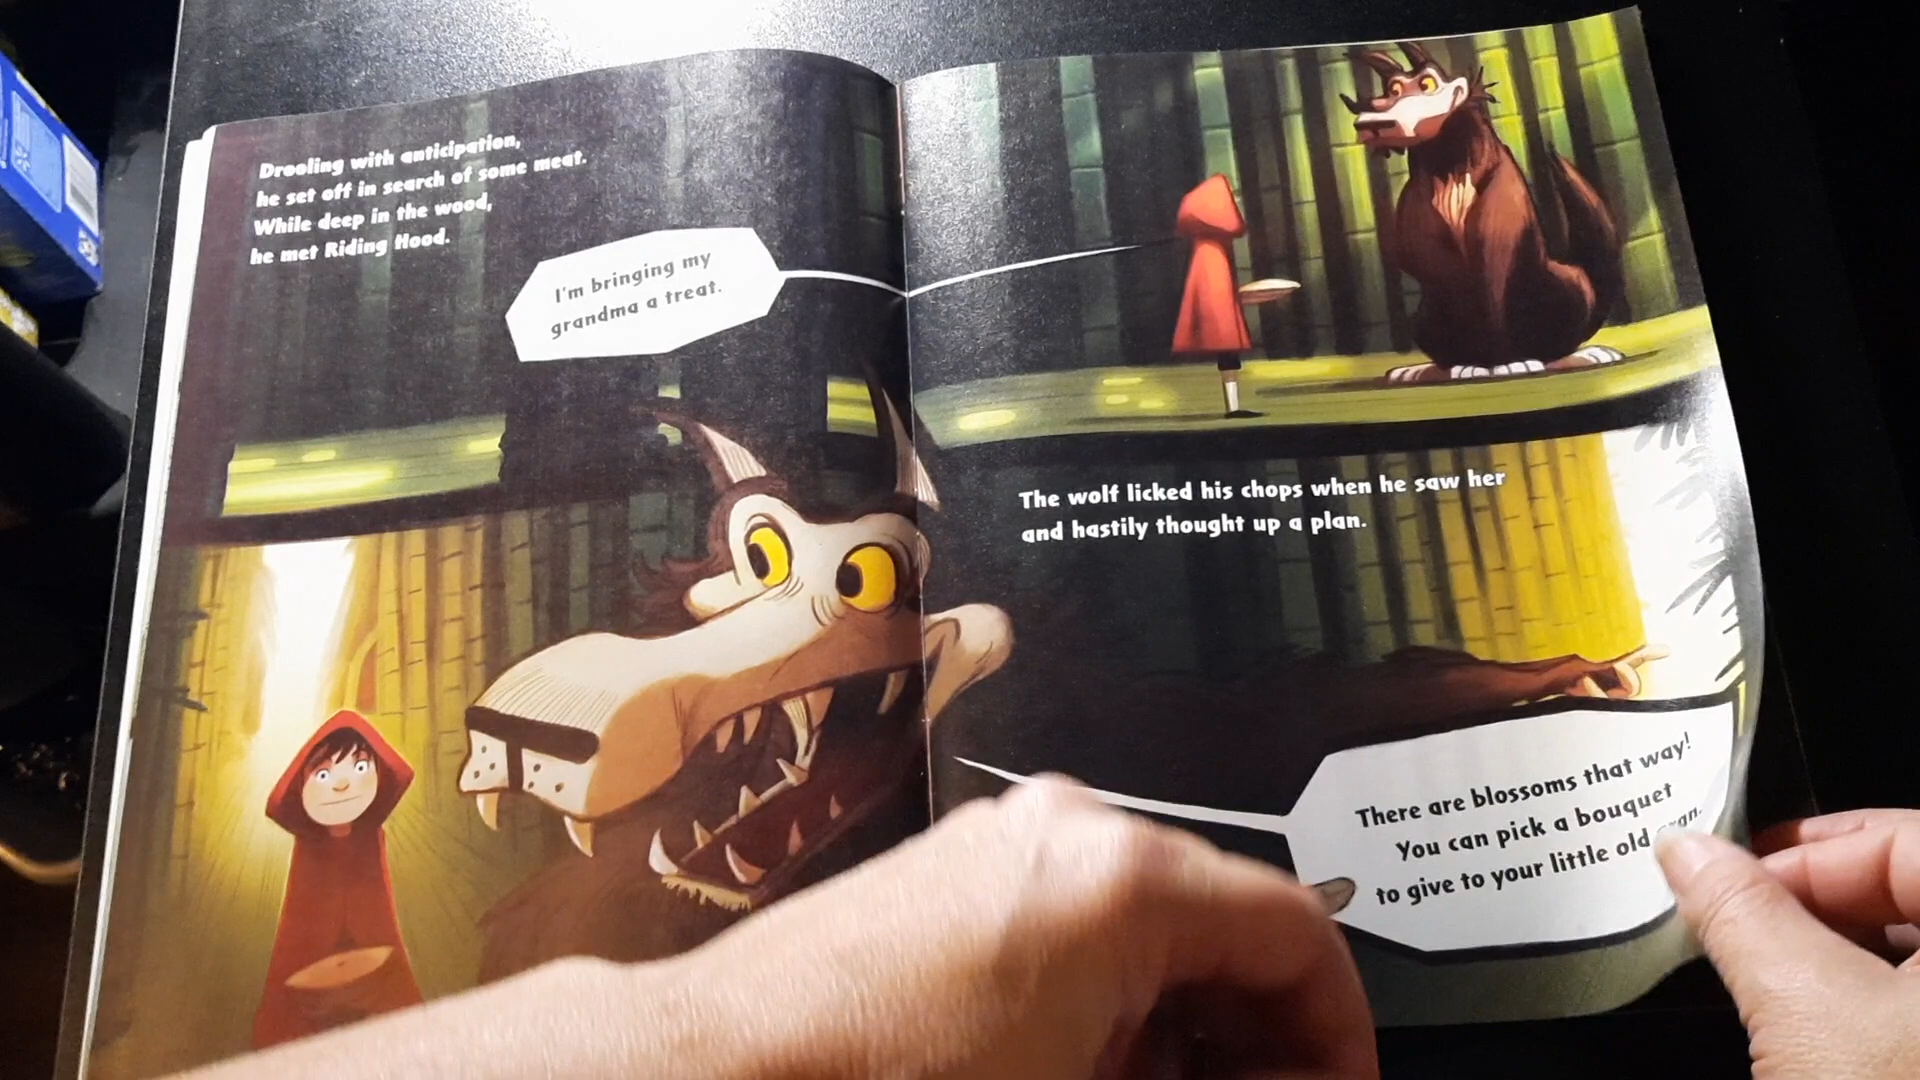 Drooling with anticipation,
he set off in search of some meat.
While deep in the wood,
he met Riding Hood.
I'm bringing my
grandma a treat.
The wolf licked his chops when he saw her
and hastily thought up a plan.
There are blossoms that way!
You can pick a bouquet
to give to your little old